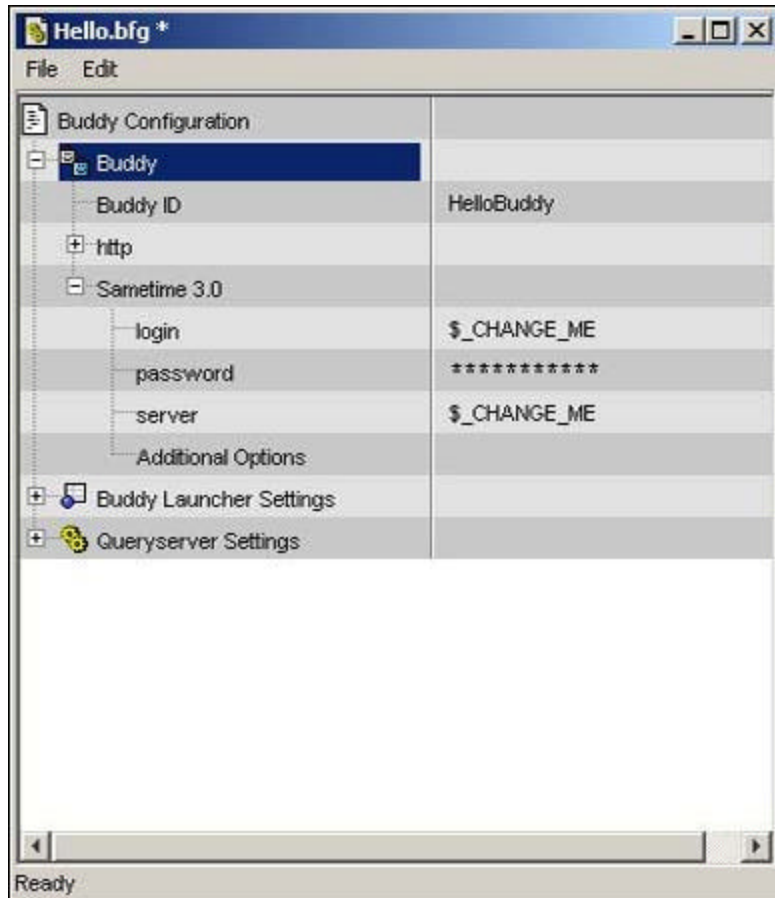 Hello.bfg *
File Edit
Buddy Configuration
Buddy
Buddy ID HelloBuddy
http
Sametime 3.0
login $_CHANGE_ME
password ***********
server $_CHANGE_ME
Additional Options
Buddy Launcher Settings
Queryserver Settings
Ready